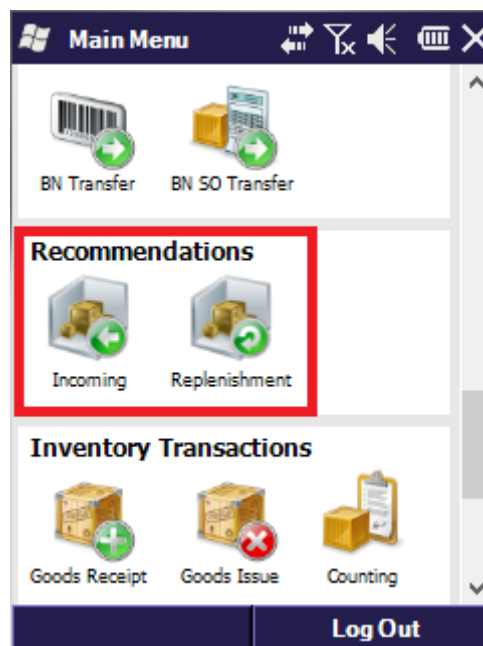 Main Menu
BN Transfer BN SO Transfer
Recommendations
Incoming Replenishment
Inventory Transactions
Goods Receipt Goods Issue Counting
Log Out